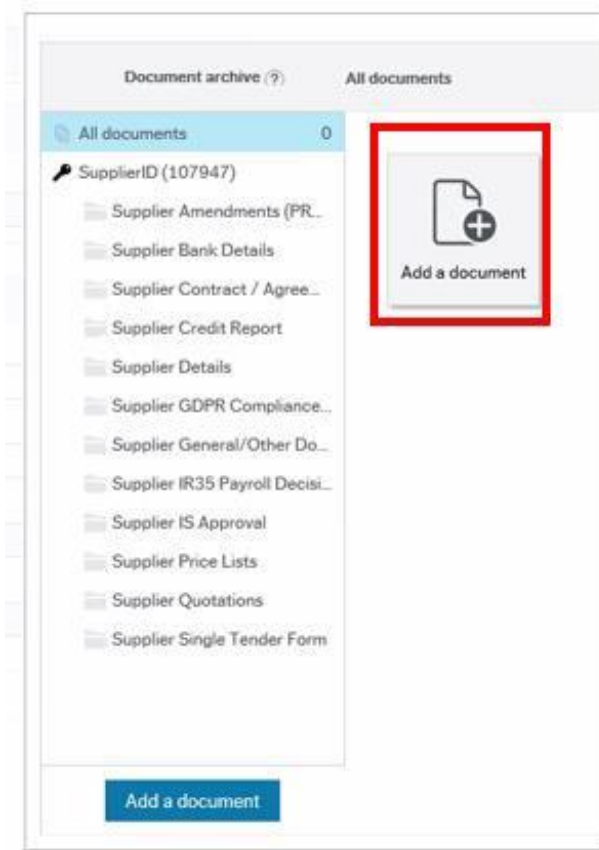 Document archive (?) All documents
All documents 0
SupplierID (107947)
Supplier Amendments (PR...
Supplier Bank Details
Supplier Contract / Agree...
Supplier Credit Report
Supplier Details
Supplier GDPR Compliance...
Supplier General/Other Do...
Supplier IR35 Payroll Decisi...
Supplier IS Approval
Supplier Price Lists
Supplier Quotations
Supplier Single Tender Form
Add a document
Add a document